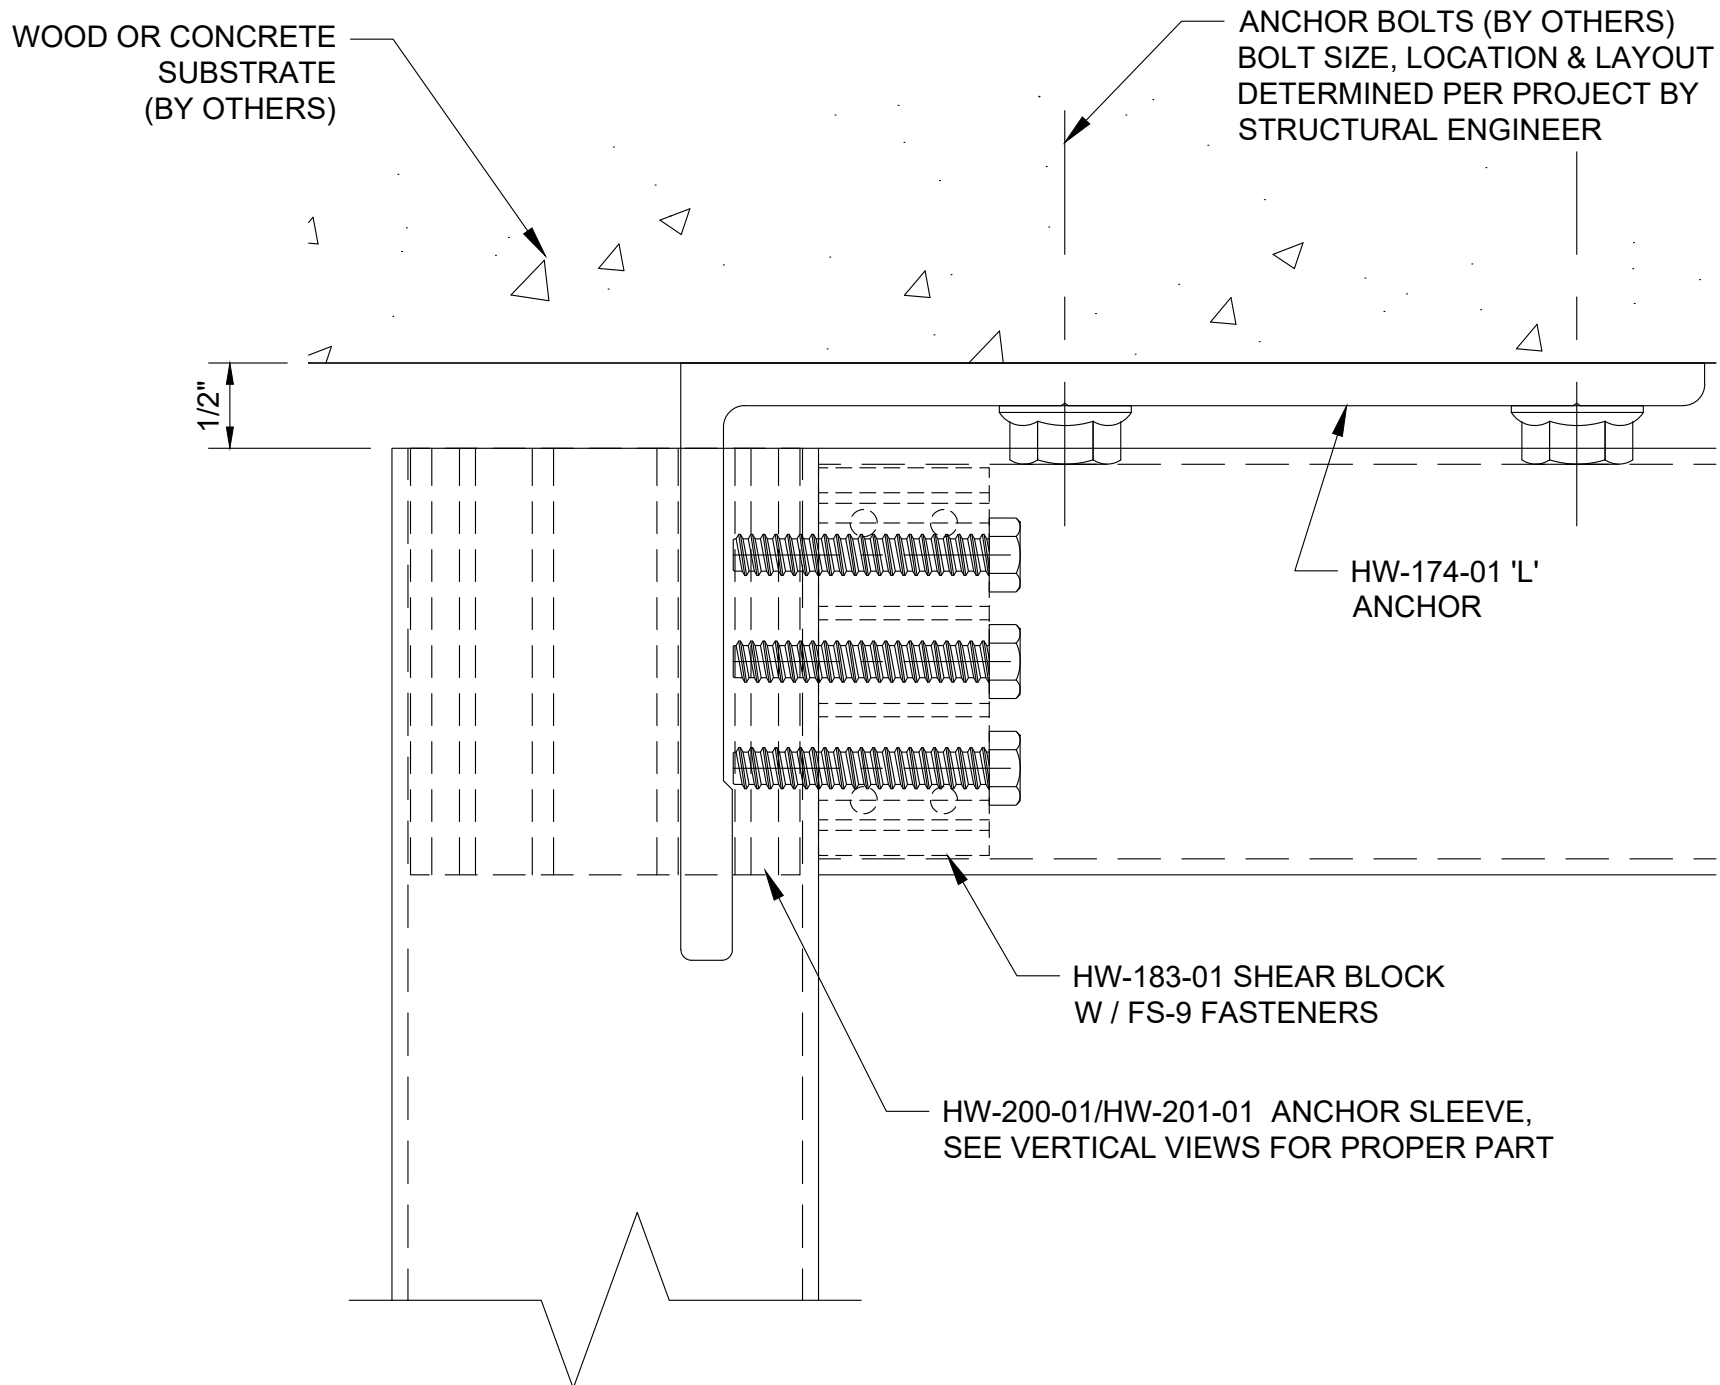 WOOD OR CONCRETE
SUBSTRATE
(BY OTHERS)
ANCHOR BOLTS (BY OTHERS)
BOLT SIZE, LOCATION & LAYOUT
DETERMINED PER PROJECT BY
STRUCTURAL ENGINEER
1/2"
HW-174-01 'L'
ANCHOR
HW-183-01 SHEAR BLOCK
W / FS-9 FASTENERS
HW-200-01/HW-201-01 ANCHOR SLEEVE,
SEE VERTICAL VIEWS FOR PROPER PART